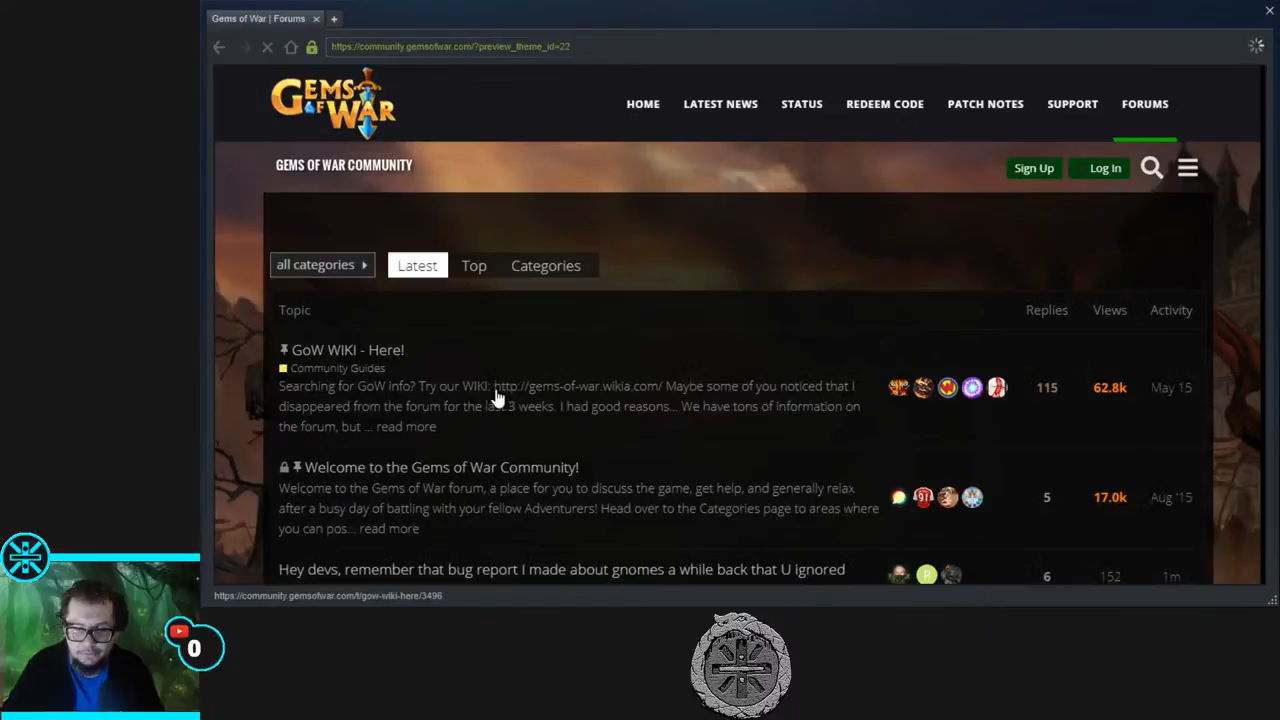 Gems of War | Forums
https://community.gemsofwar.com/?preview_theme_id=22
GEMS OF WAR
HOME LATEST NEWS STATUS REDEEM CODE PATCH NOTES SUPPORT FORUMS
GEMS OF WAR COMMUNITY
Sign Up Log In
all categories Latest Top Categories
Topic Replies Views Activity
GoW WIKI - Here!
Community Guides
Searching for GoW info? Try our WIKI: http://gems-of-war.wikia.com/ Maybe some of you noticed that I
disappeared from the forum for the last 3 weeks. I had good reasons... We have tons of information on
the forum, but ... read more
115 62.8k May 15
Welcome to the Gems of War Community!
Welcome to the Gems of War forum, a place for you to discuss the game, get help, and generally relax
after a busy day of battling with your fellow Adventurers! Head over to the Categories page to areas where
you can pos... read more
5 17.0k Aug '15
Hey devs, remember that bug report I made about gnomes a while back that U ignored
R
6 152 1m
https://community.gemsofwar.com/t/gow-wiki-here/3496
0